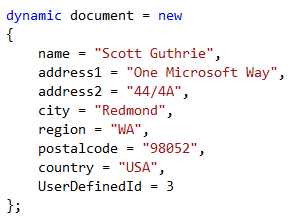 dynamic document = new
{
    name = "Scott Guthrie",
    address1 = "One Microsoft Way",
    address2 = "44/4A",
    city = "Redmond",
    region = "WA",
    postalcode = "98052",
    country = "USA",
    UserDefinedId = 3
};